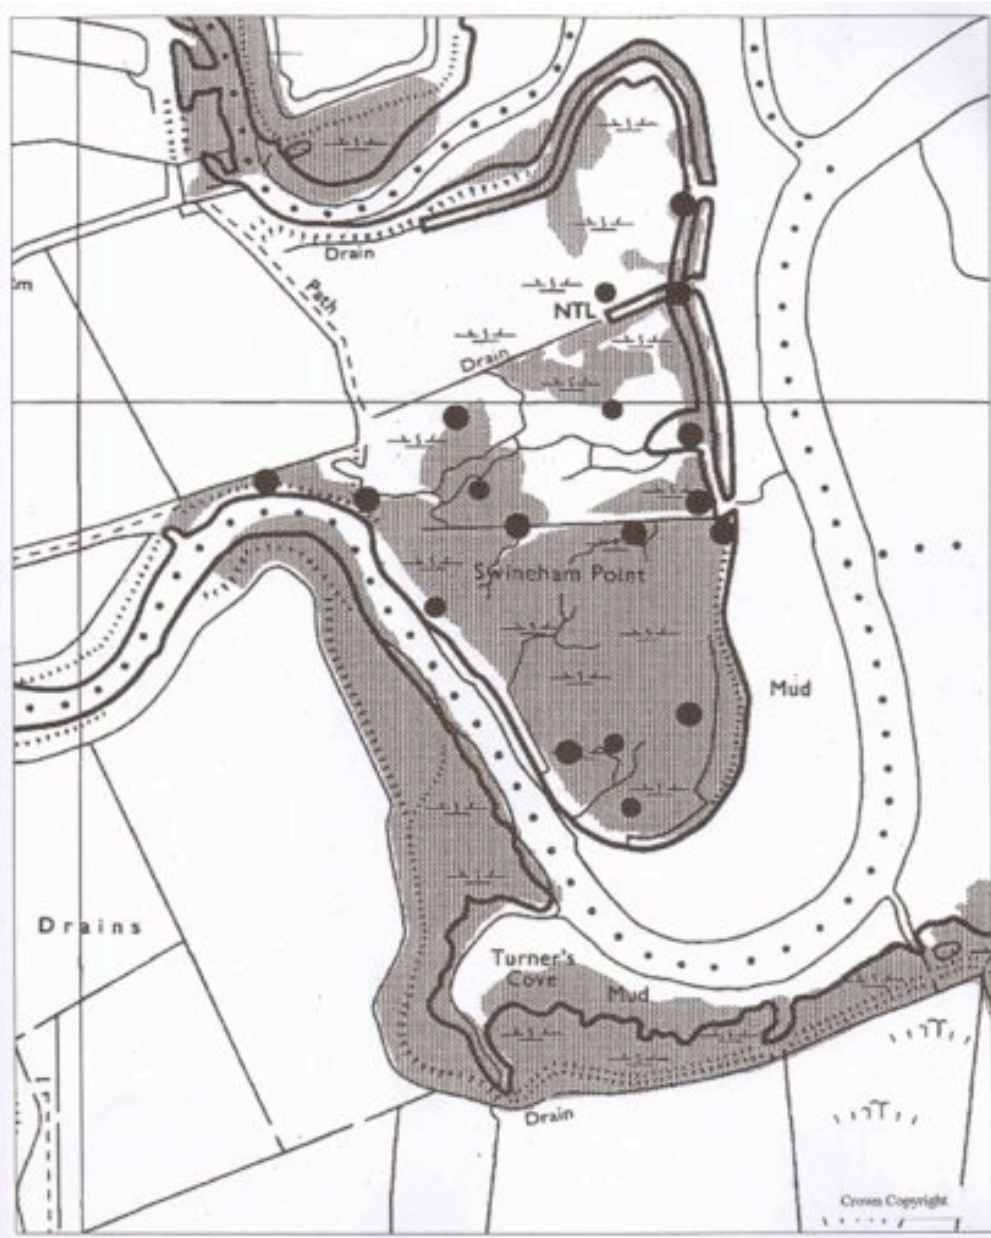 Drain
Path
m
NTL
Drain
Swineham Point
Mud
Drains
Turner's
Cove
Mud
Drain
Crown Copyright